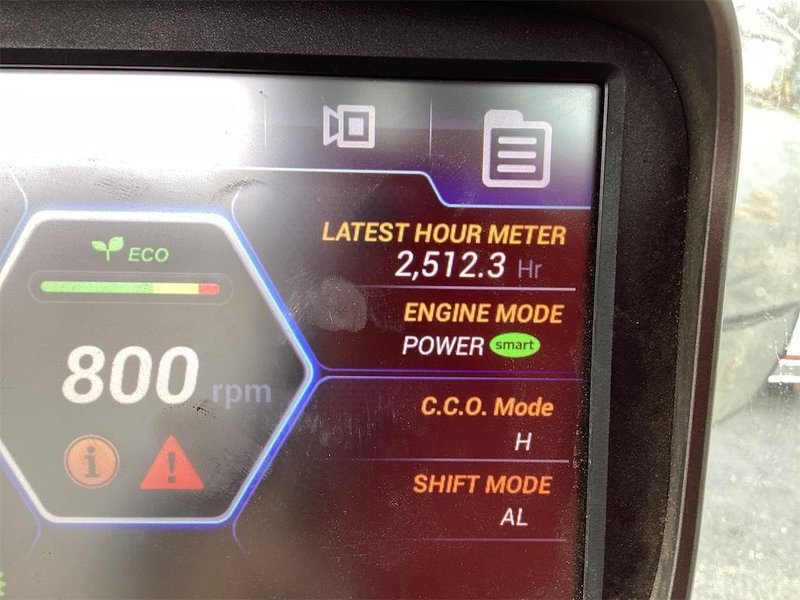 ECO
800 rpm
LATEST HOUR METER
2,512.3 Hr
ENGINE MODE
POWER smart
C.C.O. Mode
H
SHIFT MODE
AL